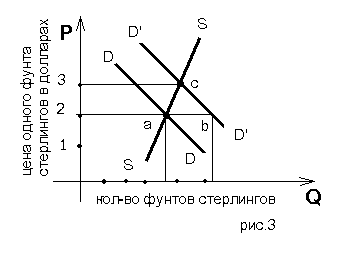 P
цена одного фунта
стерлингов в долларах
D'
S
D
3
c
2
a
b
1
D'
S
D
кол-во фунтов стерлингов
Q
рис.3